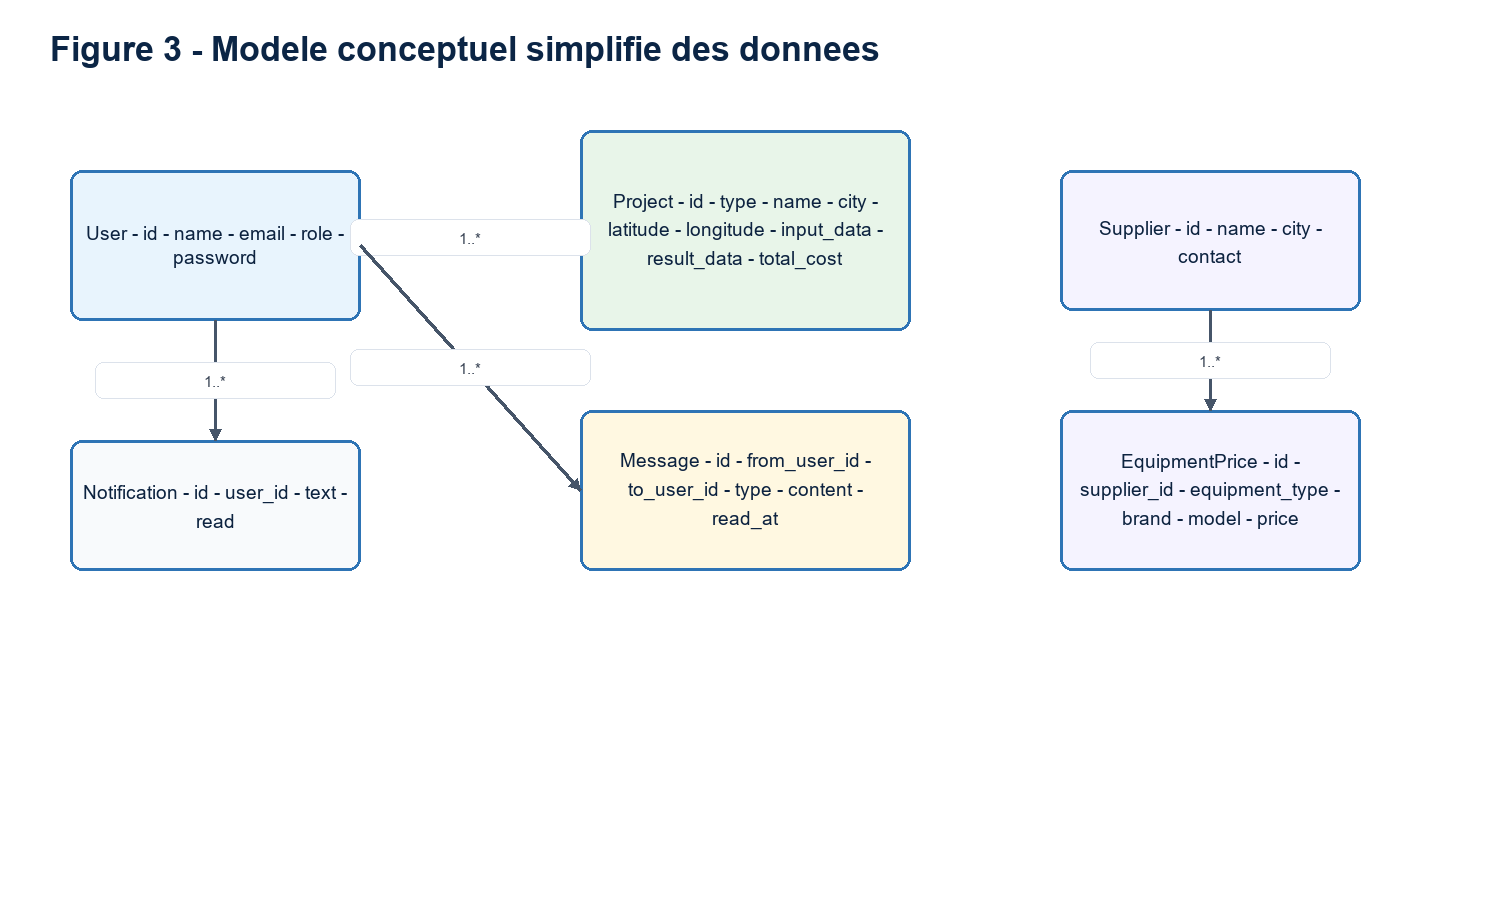 Figure 3 - Modele conceptuel simplifie des donnees
User - id - name - email - role -
password
1..*
Project - id - type - name - city -
latitude - longitude - input_data -
result_data - total_cost
Supplier - id - name - city -
contact
1..*
1..*
1..*
Notification - id - user_id - text -
read
Message - id - from_user_id -
to_user_id - type - content -
read_at
EquipmentPrice - id -
supplier_id - equipment_type -
brand - model - price